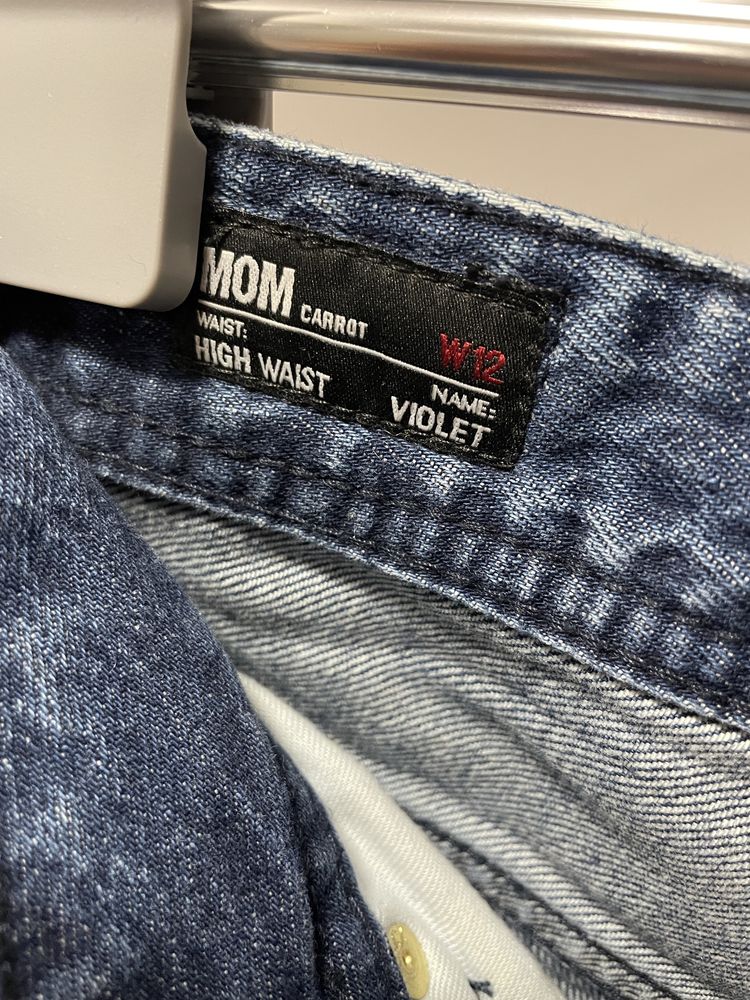 MOM CARROT
W12
WAIST:
HIGH WAIST
NAME:
VIOLET